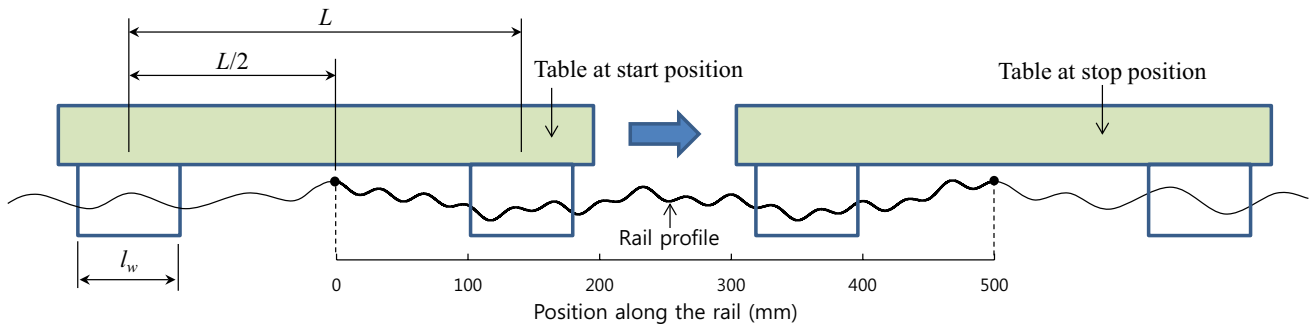 L
L/2
Table at start position
Table at stop position
Rail profile
l_w
0 100 200 300 400 500
Position along the rail (mm)